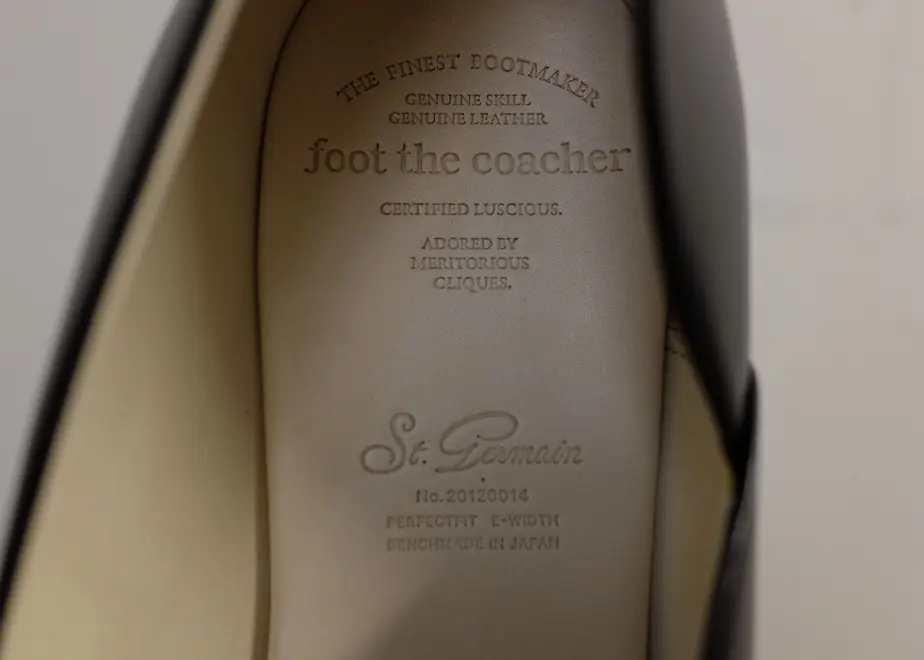 THE FINEST BOOTMAKER
GENUINE SKILL
GENUINE LEATHER
foot the coacher
CERTIFIED LUSCIOUS.
ADORED BY
MERITORIOUS
CLIQUES.
St. Germain
No.20120014
PERFECTFIT E-WIDTH
BENCHMADE IN JAPAN